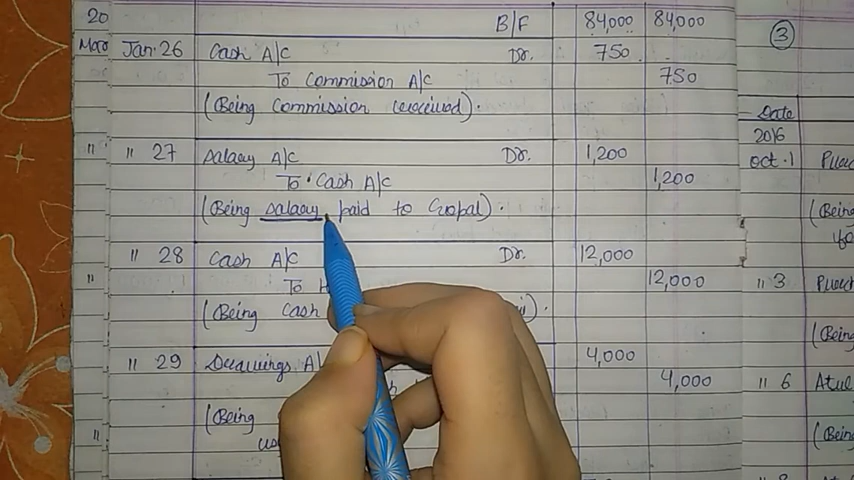 20 B/F 84,000 84,000
Mar Jan. 26 Cash A/c Dr. 750
To Commission A/c 750
(Being Commission received).
" " 27 Salary A/c Dr. 1,200
To Cash A/c 1,200
(Being salary paid to Gopal).
" 28 Cash A/c Dr. 12,000
" To 12,000
(Being Cash
" 29 Drawings A/ 4,000
4,000
(Being
"
3
Date
2016
Oct. 1
(Being
" 3
(Being
" 6 Atul
(Being